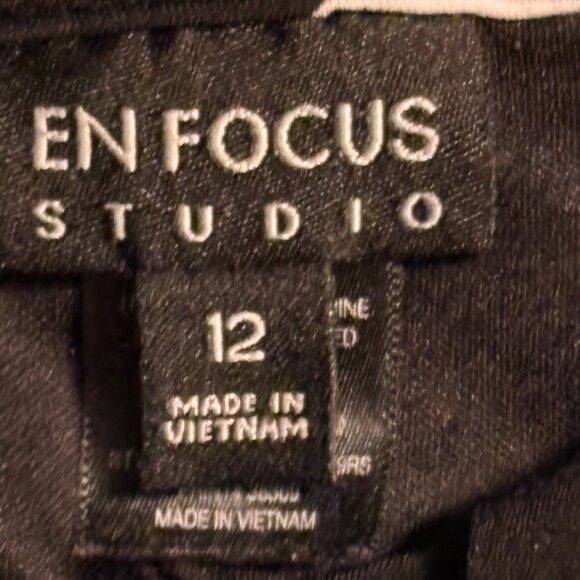 EN FOCUS
STUDIO
12
MADE IN
VIETNAM
MADE IN VIETNAM